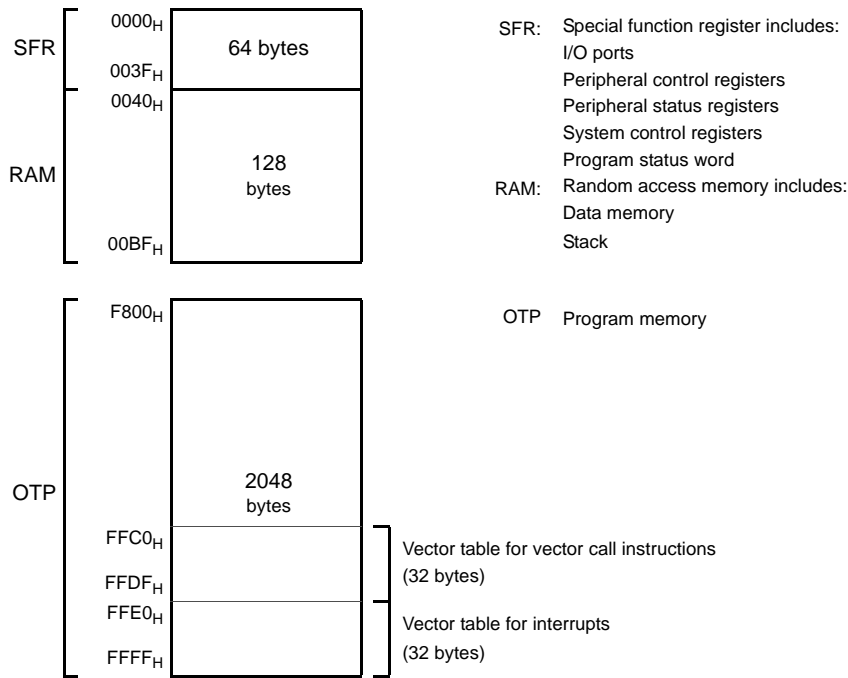 0000H
SFR
64 bytes
003FH
0040H
RAM
128
bytes
00BFH
SFR: Special function register includes:
I/O ports
Peripheral control registers
Peripheral status registers
System control registers
Program status word
RAM: Random access memory includes:
Data memory
Stack
F800H
OTP Program memory
OTP
2048
bytes
FFC0H
FFDFH
Vector table for vector call instructions
(32 bytes)
FFE0H
FFFFH
Vector table for interrupts
(32 bytes)